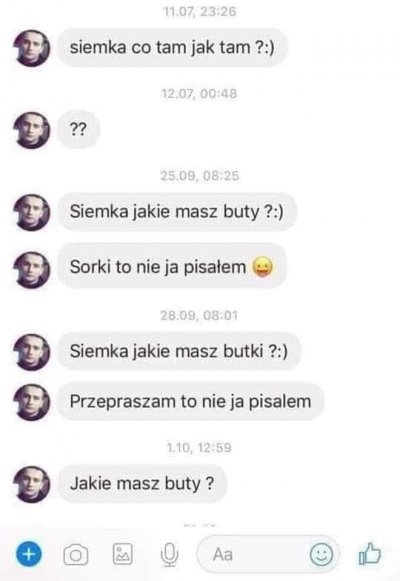 11.07, 23:26
siemka co tam jak tam ?:)
12.07, 00:48
??
25.09, 08:25
Siemka jakie masz buty ?:)
Sorki to nie ja pisałem 😛
28.09, 08:01
Siemka jakie masz butki ?:)
Przepraszam to nie ja pisalem
1.10, 12:59
Jakie masz buty ?
Aa